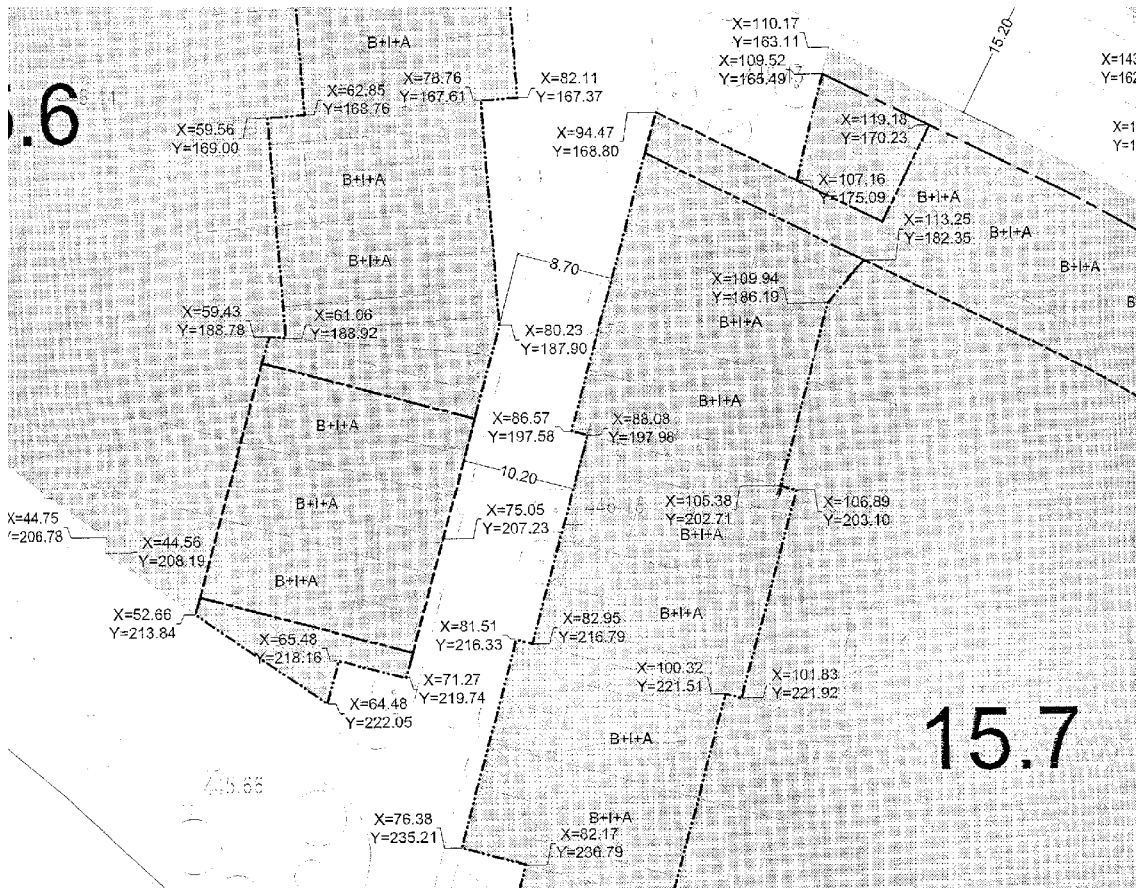 B+I+A
X=110.17
Y=163.11
X=109.52
Y=165.49
15.20
X=78.76
Y=167.61
X=82.11
Y=167.37
X=62.85
Y=168.76
.6
X=59.56
Y=169.00
X=94.47
Y=168.80
X=119.18
Y=170.23
B+I+A
X=107.16
Y=175.09
B+I+A
X=113.25
Y=182.35
B+I+A
B+I+A
8.70
B+I+A
X=109.94
Y=186.19
B+I+A
X=59.43
Y=188.78
X=61.06
Y=188.92
X=80.23
Y=187.90
B+I+A
X=86.57
Y=197.58
X=88.08
Y=197.98
B+I+A
10.20
B+I+A
X=105.38
Y=202.71
B+I+A
X=106.89
Y=203.10
X=75.05
Y=207.23
X=44.75
Y=206.78
X=44.56
Y=208.19
B+I+A
X=52.66
Y=213.84
B+I+A
X=81.51
Y=216.33
X=82.95
Y=216.79
X=65.48
Y=218.16
X=71.27
Y=219.74
X=64.48
Y=222.05
X=100.32
Y=221.51
X=101.83
Y=221.92
15.7
B+I+A
X=76.38
Y=235.21
B+I+A
X=82.17
Y=236.79